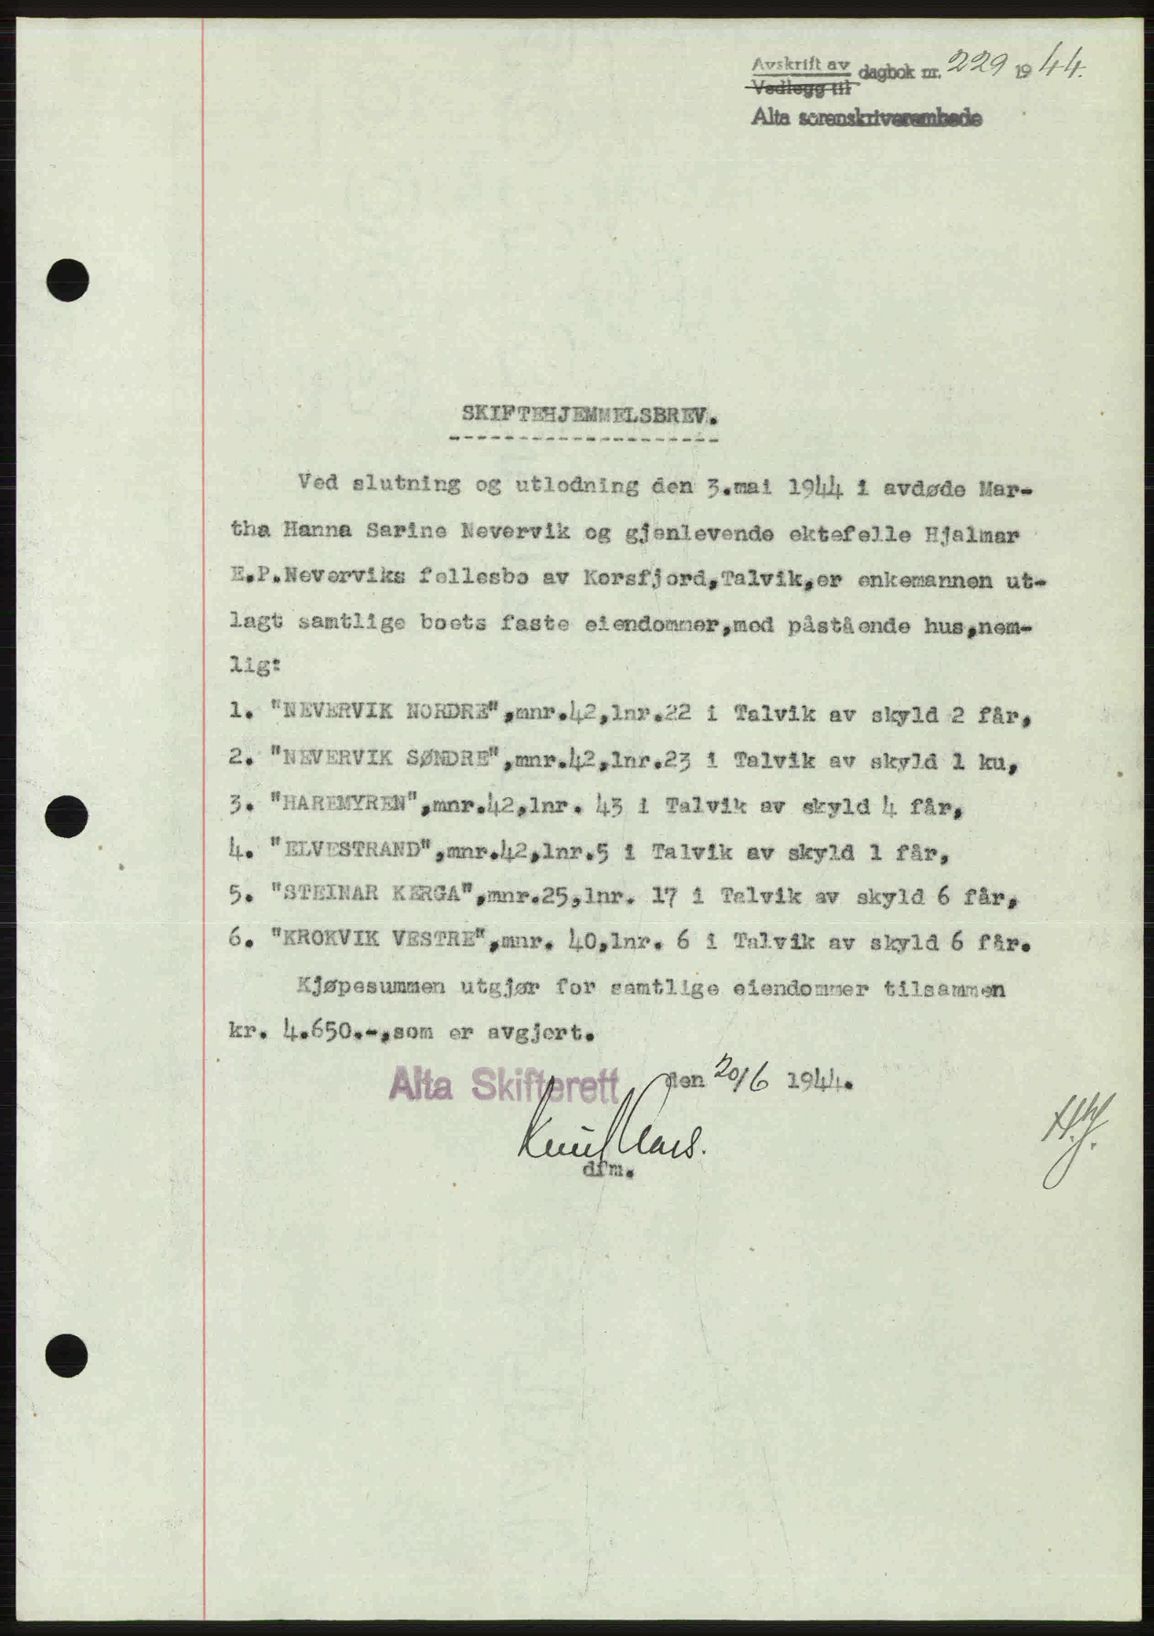 Avskrift av dagbok nr. 229 1944.
Vedlegg til
Alta sorenskriverembede
SKIFTEHJEMMELSBREV.
Ved slutning og utlodning den 3.mai 1944 i avdøde Mar-
tha Hanna Sarine Nevervik og gjenlevende ektefelle Hjalmar
E.P.Neverviks fellesbo av Korsfjord,Talvik,er enkemannen ut-
lagt samtlige boets faste eiendommer,med påstående hus,nem-
lig:
1. "NEVERVIK NORDRE",mnr.42,lnr.22 i Talvik av skyld 2 får,
2. "NEVERVIK SØNDRE",mnr.42,lnr.23 i Talvik av skyld 1 ku,
3. "HAREMYREN",mnr.42,lnr. 43 i Talvik av skyld 4 får,
4. "ELVESTRAND",mnr.42,lnr.5 i Talvik av skyld 1 får,
5. "STEINAR KERGA",mnr.25,lnr. 17 i Talvik av skyld 6 får,
6. "KROKVIK VESTRE",mnr. 40,lnr. 6 i Talvik av skyld 6 får.
Kjøpesummen utgjør for samtlige eiendommer tilsammen
kr. 4.650.-,som er avgjort.
Alta Skifterett den 20/6 1944.
dfm.